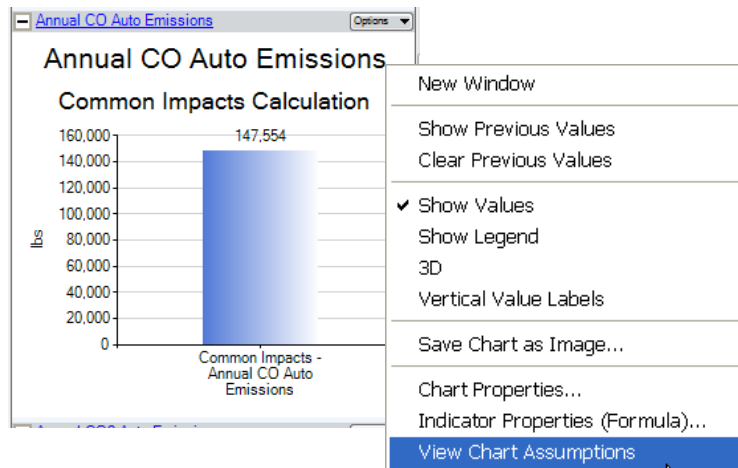 Annual CO Auto Emissions
Options
Annual CO Auto Emissions
Common Impacts Calculation
160,000
140,000
120,000
100,000
80,000
60,000
40,000
20,000
0
lbs
147,554
Common Impacts -
Annual CO Auto
Emissions
New Window
Show Previous Values
Clear Previous Values
Show Values
Show Legend
3D
Vertical Value Labels
Save Chart as Image...
Chart Properties...
Indicator Properties (Formula)...
View Chart Assumptions